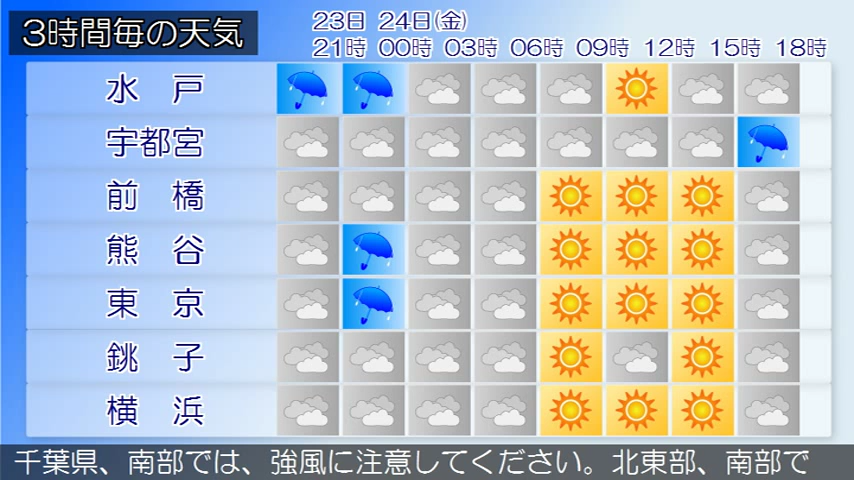 3時間毎の天気
23日 24日(金)
21時 00時 03時 06時 09時 12時 15時 18時
水戸
宇都宮
前橋
熊谷
東京
銚子
横浜
千葉県、南部では、強風に注意してください。北東部、南部で